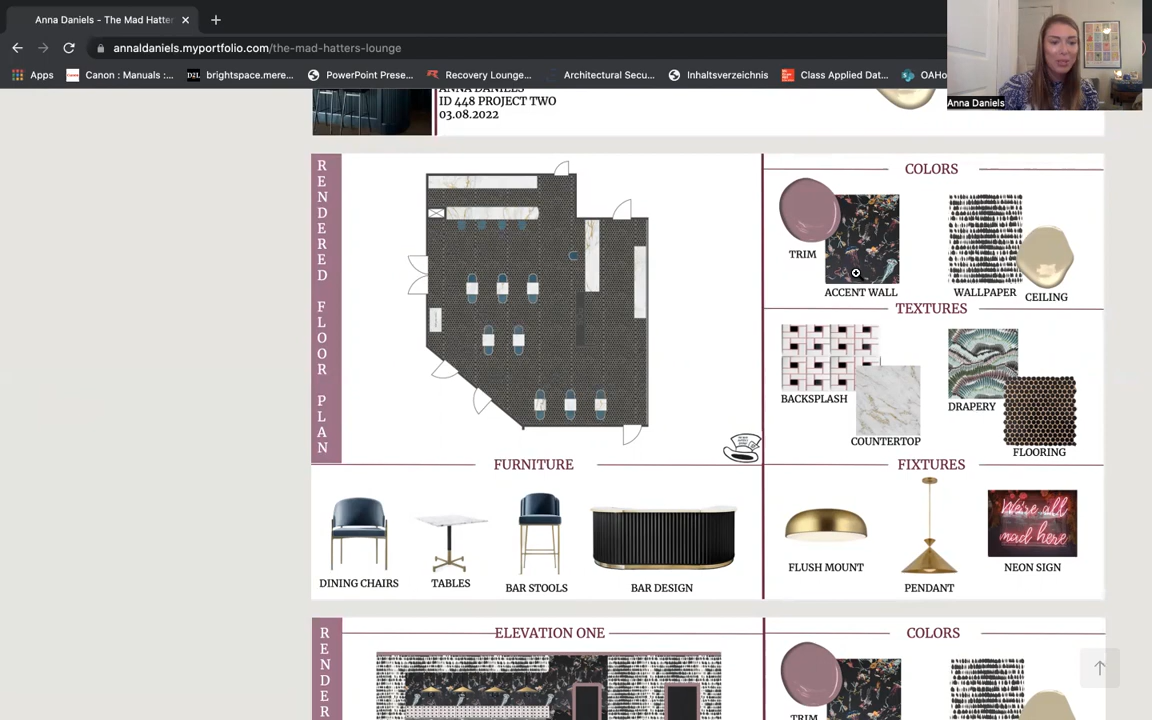 Anna Daniels - The Mad Hatter
annaldaniels.myportfolio.com/the-mad-hatters-lounge
Apps
Canon : Manuals :...
D2L
brightspace.mere...
PowerPoint Prese...
Recovery Lounge...
Architectural Secu...
Inhaltsverzeichnis
Class Applied Dat...
OAHo
Anna Daniels
ANNA DANIELS
ID 448 PROJECT TWO
03.08.2022
RENDERED FLOOR PLAN
COLORS
TRIM
ACCENT WALL
WALLPAPER
CEILING
TEXTURES
BACKSPLASH
COUNTERTOP
DRAPERY
FLOORING
FURNITURE
DINING CHAIRS
TABLES
BAR STOOLS
BAR DESIGN
FIXTURES
FLUSH MOUNT
PENDANT
We're all
mad here
NEON SIGN
RENDER
ELEVATION ONE
COLORS
TRIM